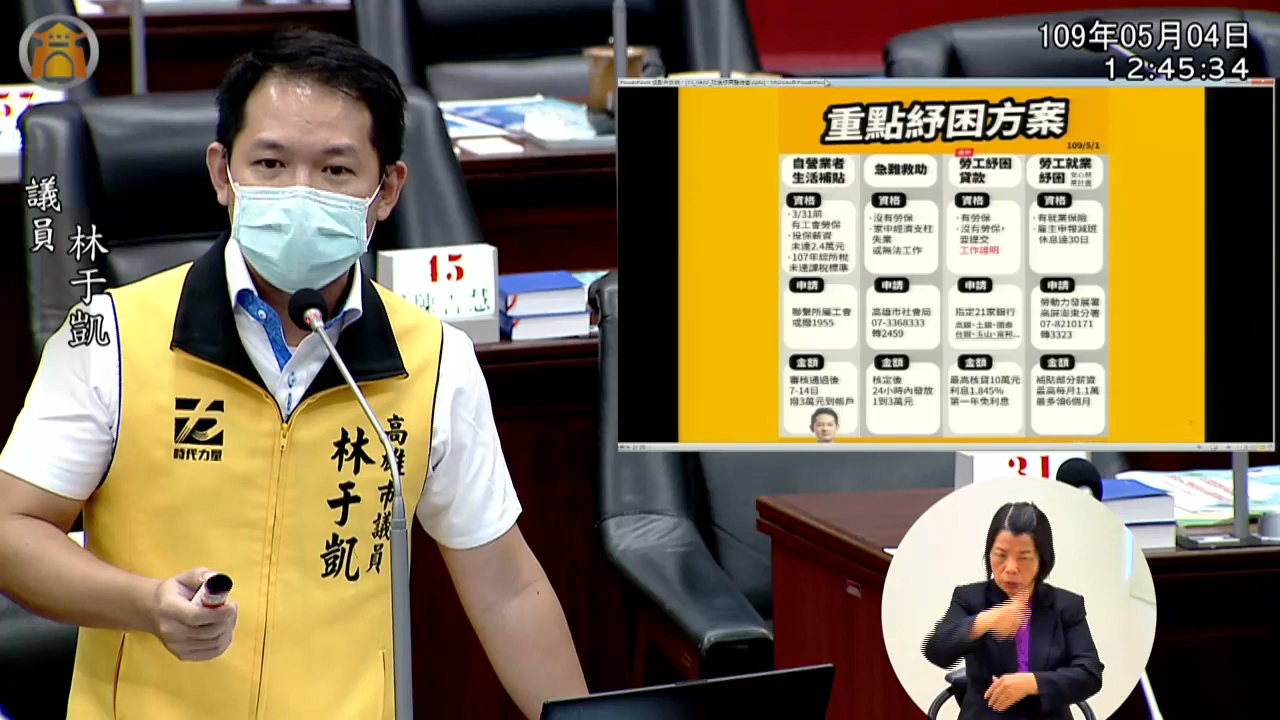 109年05月04日
12:45:34
議員
林于凱
57
45
31
時代力量
高雄市議員
林于凱
重點紓困方案
109/5/1
自營業者
生活補貼
資格
·3/31前
有工會勞保
·投保薪資
未達2.4萬元
·107年綜所稅
未達課稅標準
申請
聯繫所屬工會
或撥1955
金額
審核通過後
7-14日
撥3萬元到帳戶
急難救助
資格
·沒有勞保
·家中經濟支柱
失業
或無法工作
申請
高雄市社會局
07-3368333
轉2459
金額
核定後
24小時內發放
1到3萬元
勞工紓困
貸款
資格
·有勞保
·沒有勞保,
要提交
工作證明
申請
指定21家銀行
高銀、土銀、國泰
台銀、玉山、富邦...
金額
最高核貸10萬元
利息1.845%
第一年免利息
勞工就業
紓困
資格
·有就業保險
·雇主申報減班
休息達30日
申請
勞動力發展署
高屏澎東分署
07-8210171
轉3323
金額
補貼部分薪資
最高每月1.1萬
最多領6個月